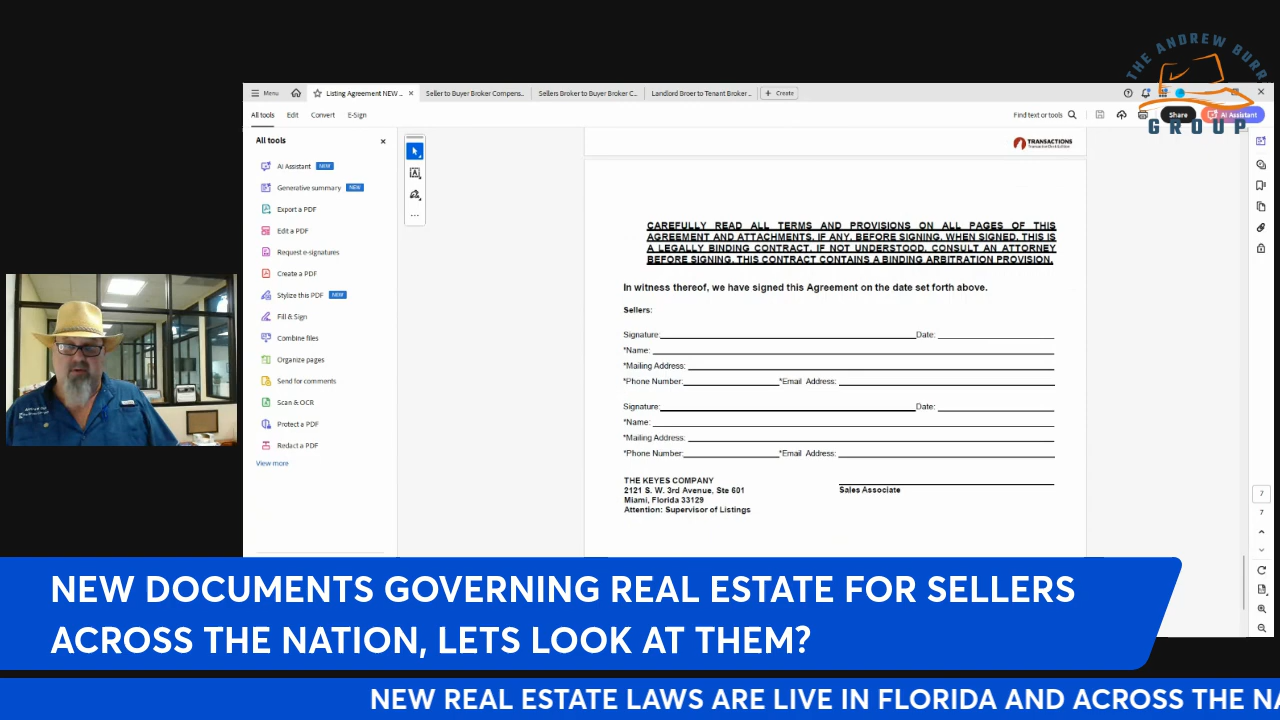 THE ANDREW BURR
GROUP
Menu
Listing Agreement NEW ...
Seller to Buyer Broker Compens...
Sellers Broker to Buyer Broker C...
Landlord Broer to Tenant Broker ...
Create
All tools
Edit
Convert
E-Sign
Find text or tools
Share
AI Assistant
All tools
AI Assistant NEW
Generative summary NEW
Export a PDF
Edit a PDF
Request e-signatures
Create a PDF
Stylize this PDF NEW
Fill & Sign
Combine files
Organize pages
Send for comments
Scan & OCR
Protect a PDF
Redact a PDF
View more
TRANSACTIONS
CAREFULLY READ ALL TERMS AND PROVISIONS ON ALL PAGES OF THIS
AGREEMENT AND ATTACHMENTS, IF ANY, BEFORE SIGNING. WHEN SIGNED, THIS IS
A LEGALLY BINDING CONTRACT. IF NOT UNDERSTOOD, CONSULT AN ATTORNEY
BEFORE SIGNING. THIS CONTRACT CONTAINS A BINDING ARBITRATION PROVISION.
In witness thereof, we have signed this Agreement on the date set forth above.
Sellers:
Signature: Date:
*Name:
*Mailing Address:
*Phone Number: *Email Address:
Signature: Date:
*Name:
*Mailing Address:
*Phone Number: *Email Address:
THE KEYES COMPANY
2121 S. W. 3rd Avenue, Ste 601
Miami, Florida 33129
Attention: Supervisor of Listings
Sales Associate
7
7
NEW DOCUMENTS GOVERNING REAL ESTATE FOR SELLERS
ACROSS THE NATION, LETS LOOK AT THEM?
NEW REAL ESTATE LAWS ARE LIVE IN FLORIDA AND ACROSS THE NA